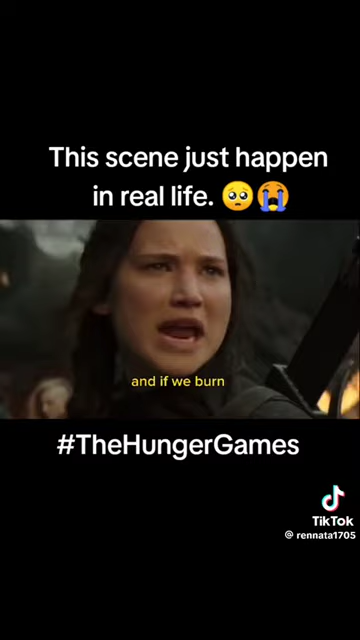 This scene just happen
in real life. 🥺😭
and if we burn
#TheHungerGames
TikTok
@ rennata1705